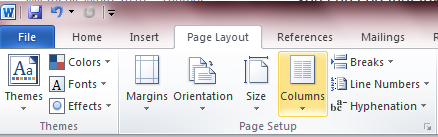 File Home Insert Page Layout References Mailings
Aa Themes Colors Fonts Effects Margins Orientation Size Columns Breaks Line Numbers Hyphenation
Themes Page Setup